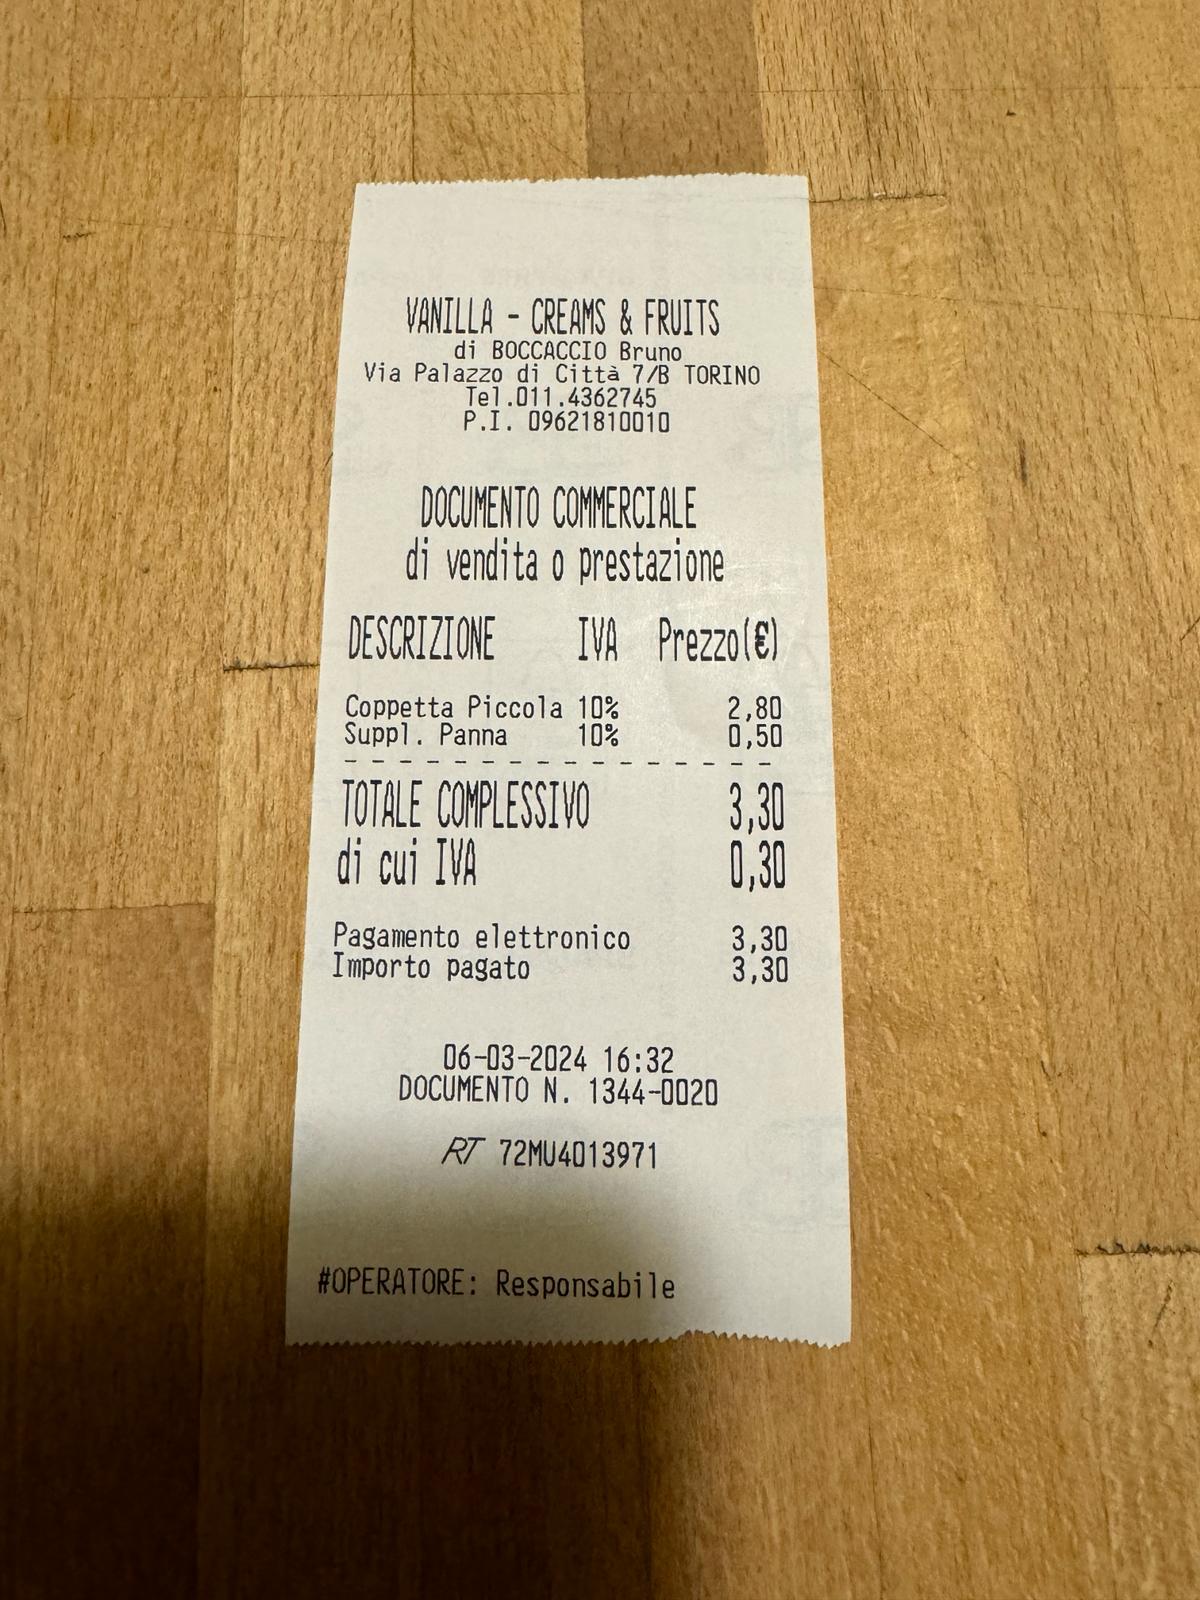 VANILLA - CREAMS & FRUITS
di BOCCACCIO Bruno
Via Palazzo di Città 7/B TORINO
Tel.011.4362745
P.I. 09621810010
DOCUMENTO COMMERCIALE
di vendita o prestazione
DESCRIZIONE IVA Prezzo(€)
Coppetta Piccola 10% 2,80
Suppl. Panna 10% 0,50
TOTALE COMPLESSIVO 3,30
di cui IVA 0,30
Pagamento elettronico 3,30
Importo pagato 3,30
06-03-2024 16:32
DOCUMENTO N. 1344-0020
RT 72MU4013971
#OPERATORE: Responsabile